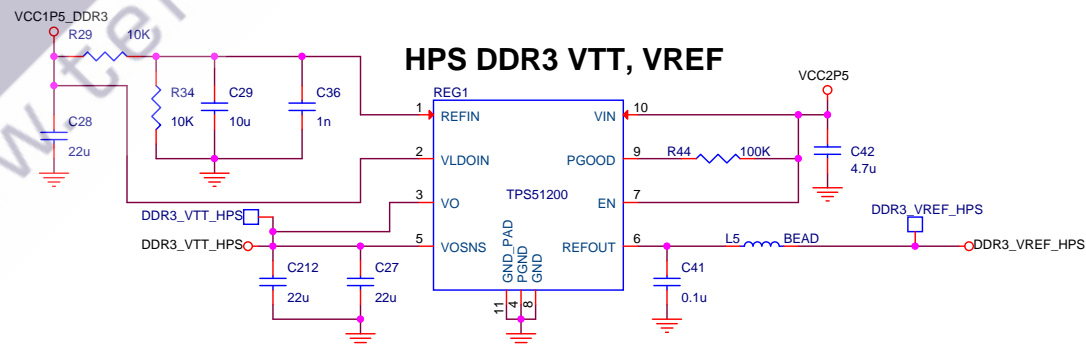 VCC1P5_DDR3
R29 10K
HPS DDR3 VTT, VREF
VCC2P5
R34
10K
C29
10u
C36
1n
REG1
C28
22u
1 REFIN
VIN 10
2 VLDOIN
PGOOD 9
R44 100K
C42
4.7u
3 VO
TPS51200
EN 7
DDR3_VTT_HPS
DDR3_VREF_HPS
DDR3_VTT_HPS
5 VOSNS
REFOUT 6
L5 BEAD
DDR3_VREF_HPS
GND_PAD
PGND
GND
C212
22u
C27
22u
C41
0.1u
11
4
8
w.te